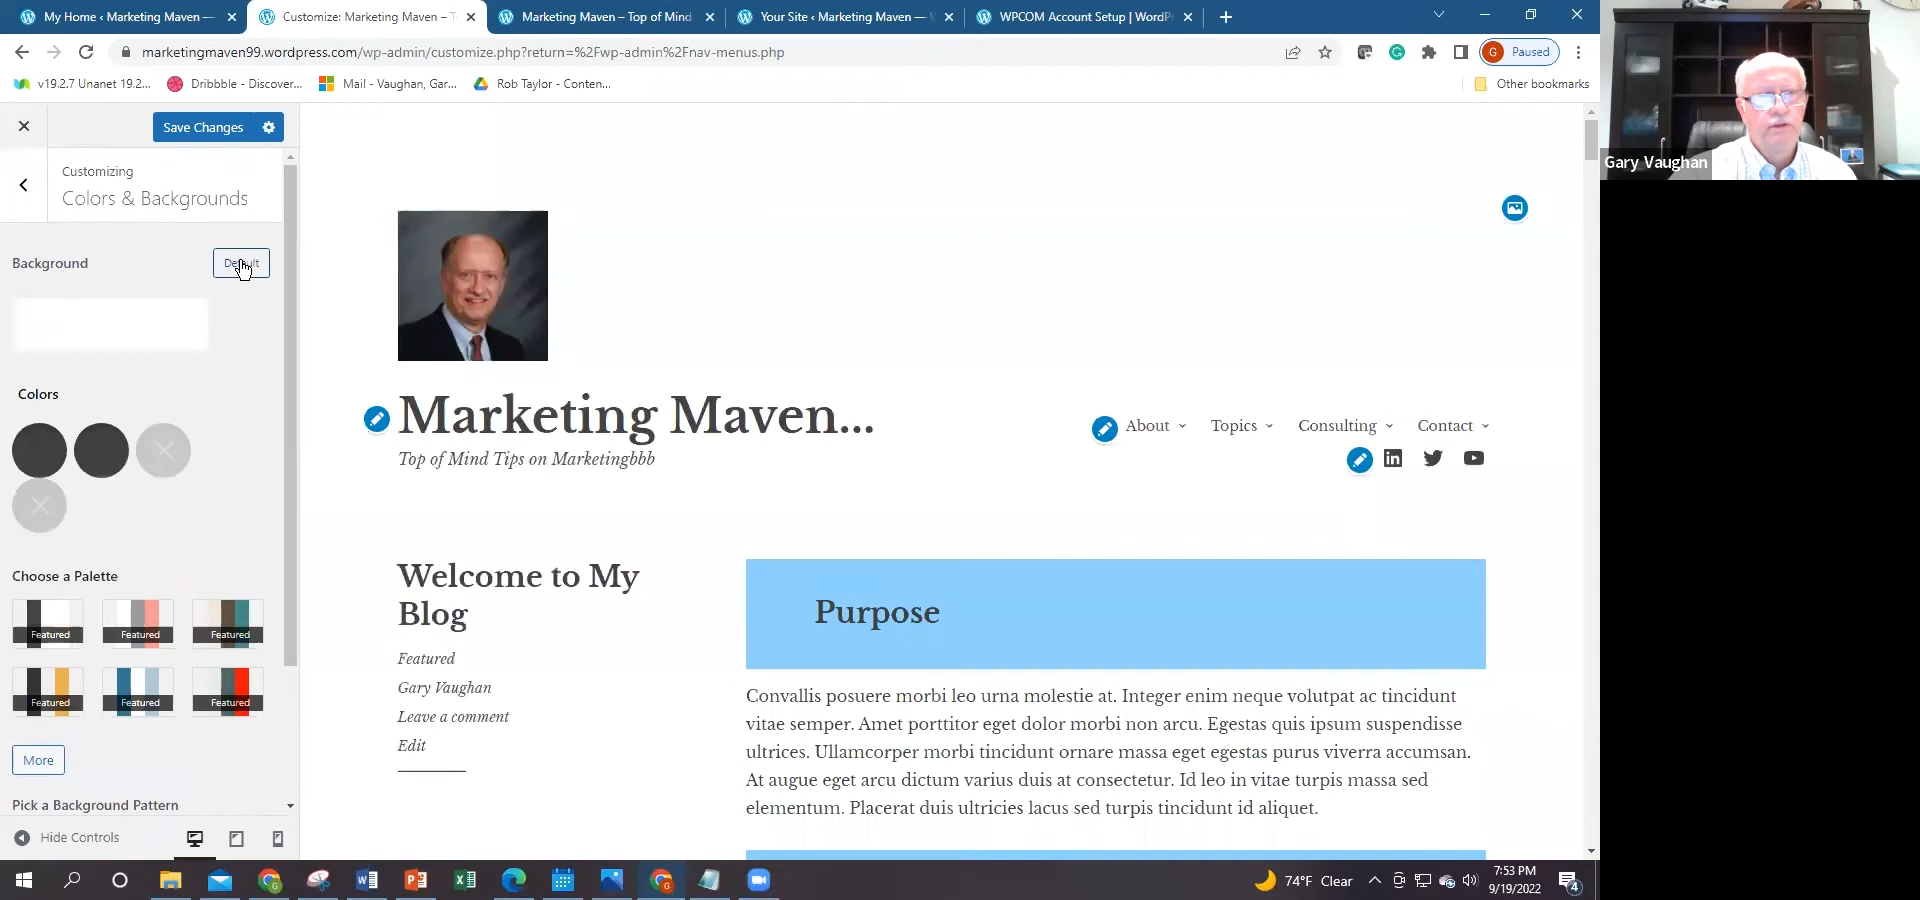 My Home ‹ Marketing Maven —
Customize: Marketing Maven – T
Marketing Maven – Top of Mind
Your Site ‹ Marketing Maven —
WPCOM Account Setup | WordP
marketingmaven99.wordpress.com/wp-admin/customize.php?return=%2Fwp-admin%2Fnav-menus.php
G
Paused
v19.2.7 Unanet 19.2...
Dribbble - Discover...
Mail - Vaughan, Gar...
Rob Taylor - Conten...
Other bookmarks
Save Changes
Customizing
Colors & Backgrounds
Background
Default
Colors
Choose a Palette
Featured
Featured
Featured
Featured
Featured
Featured
More
Pick a Background Pattern
Hide Controls
Marketing Maven...
Top of Mind Tips on Marketingbbb
About
Topics
Consulting
Contact
Welcome to My
Blog
Featured
Gary Vaughan
Leave a comment
Edit
Purpose
Convallis posuere morbi leo urna molestie at. Integer enim neque volutpat ac tincidunt
vitae semper. Amet porttitor eget dolor morbi non arcu. Egestas quis ipsum suspendisse
ultrices. Ullamcorper morbi tincidunt ornare massa eget egestas purus viverra accumsan.
At augue eget arcu dictum varius duis at consectetur. Id leo in vitae turpis massa sed
elementum. Placerat duis ultricies lacus sed turpis tincidunt id aliquet.
Gary Vaughan
74°F Clear
7:53 PM
9/19/2022
4